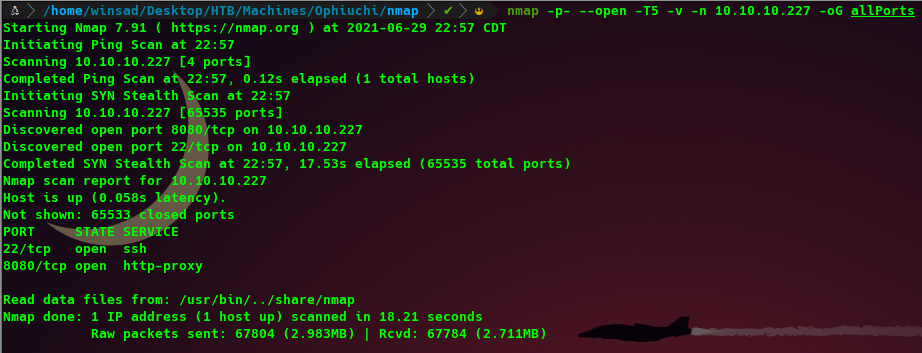 /home/winsad/Desktop/HTB/Machines/Ophiuchi/nmap ✔ nmap -p- --open -T5 -v -n 10.10.10.227 -oG allPorts
Starting Nmap 7.91 ( https://nmap.org ) at 2021-06-29 22:57 CDT
Initiating Ping Scan at 22:57
Scanning 10.10.10.227 [4 ports]
Completed Ping Scan at 22:57, 0.12s elapsed (1 total hosts)
Initiating SYN Stealth Scan at 22:57
Scanning 10.10.10.227 [65535 ports]
Discovered open port 8080/tcp on 10.10.10.227
Discovered open port 22/tcp on 10.10.10.227
Completed SYN Stealth Scan at 22:57, 17.53s elapsed (65535 total ports)
Nmap scan report for 10.10.10.227
Host is up (0.058s latency).
Not shown: 65533 closed ports
PORT     STATE SERVICE
22/tcp   open  ssh
8080/tcp open  http-proxy
Read data files from: /usr/bin/../share/nmap
Nmap done: 1 IP address (1 host up) scanned in 18.21 seconds
           Raw packets sent: 67804 (2.983MB) | Rcvd: 67784 (2.711MB)